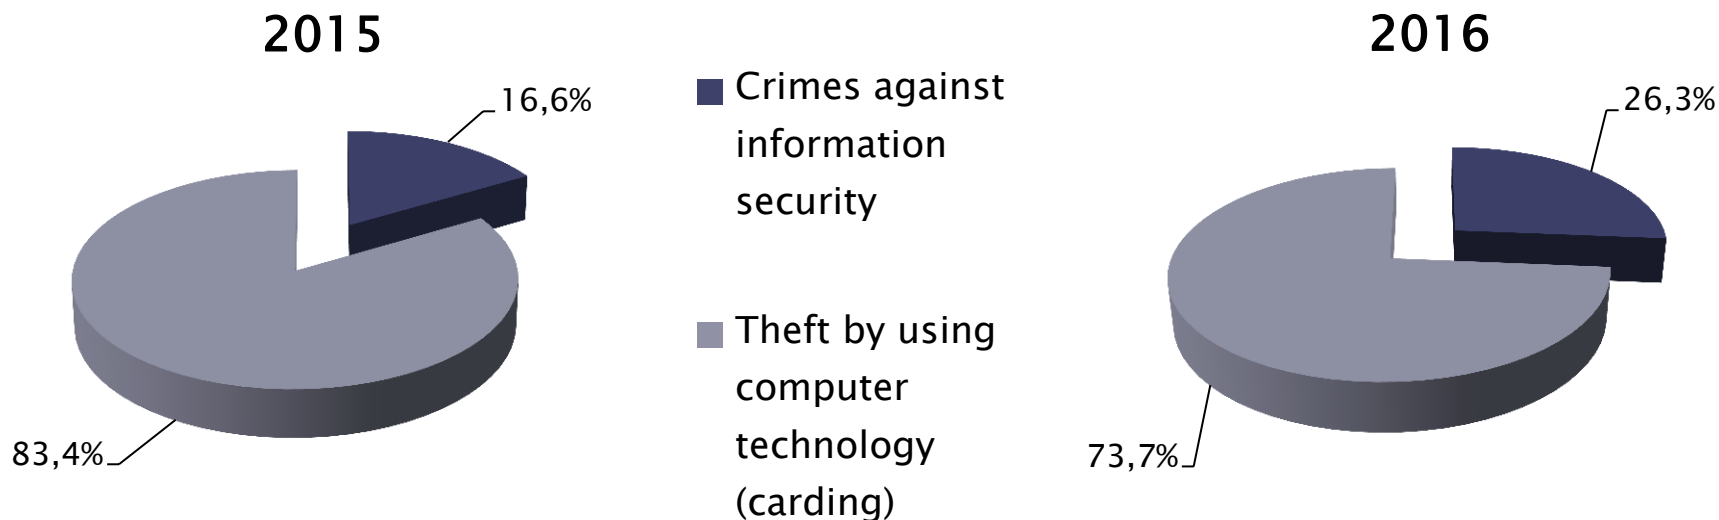 2015
16,6%
83,4%
Crimes against
information
security
Theft by using
computer
technology
(carding)
2016
26,3%
73,7%